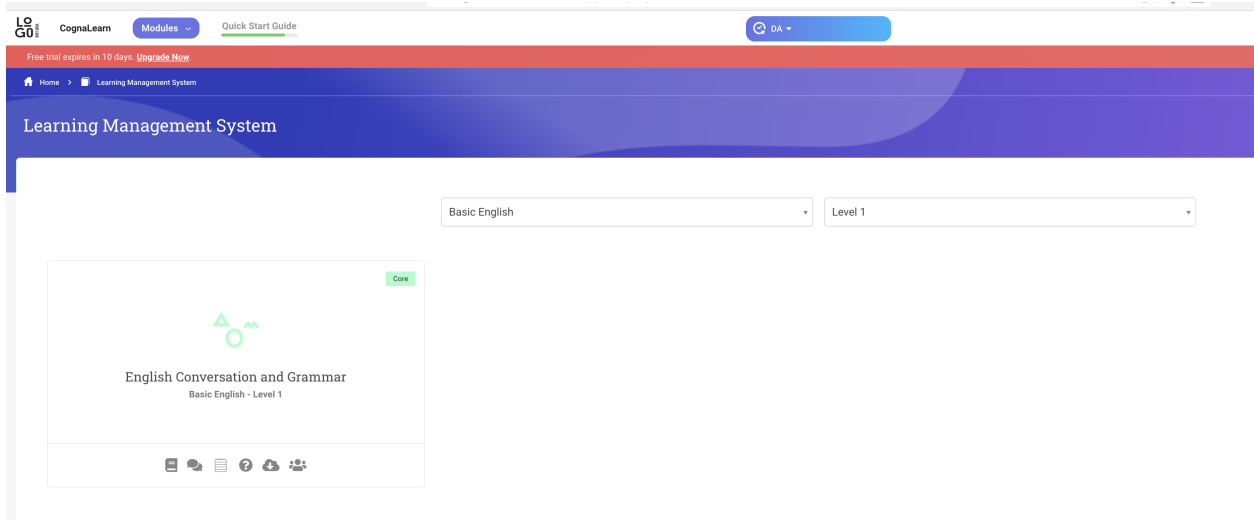 LO
GO
CognaLearn
Modules
Quick Start Guide
DA
Free trial expires in 10 days. Upgrade Now.
Home > Learning Management System
Learning Management System
Basic English
Level 1
Core
English Conversation and Grammar
Basic English - Level 1